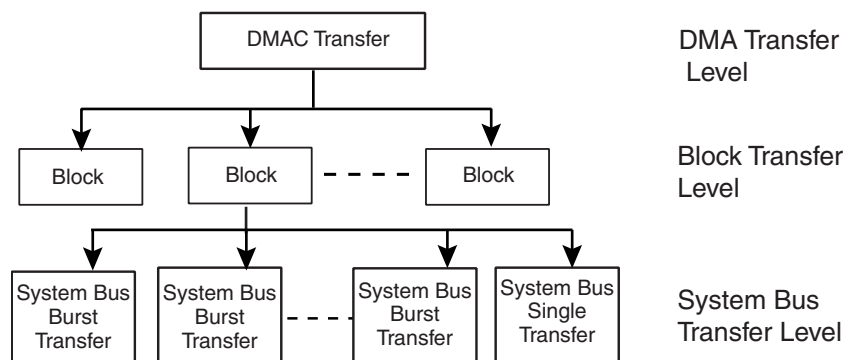 DMAC Transfer
DMA Transfer
Level
Block
Block
Block
Block Transfer
Level
System Bus
Burst
Transfer
System Bus
Burst
Transfer
System Bus
Burst
Transfer
System Bus
Single
Transfer
System Bus
Transfer Level